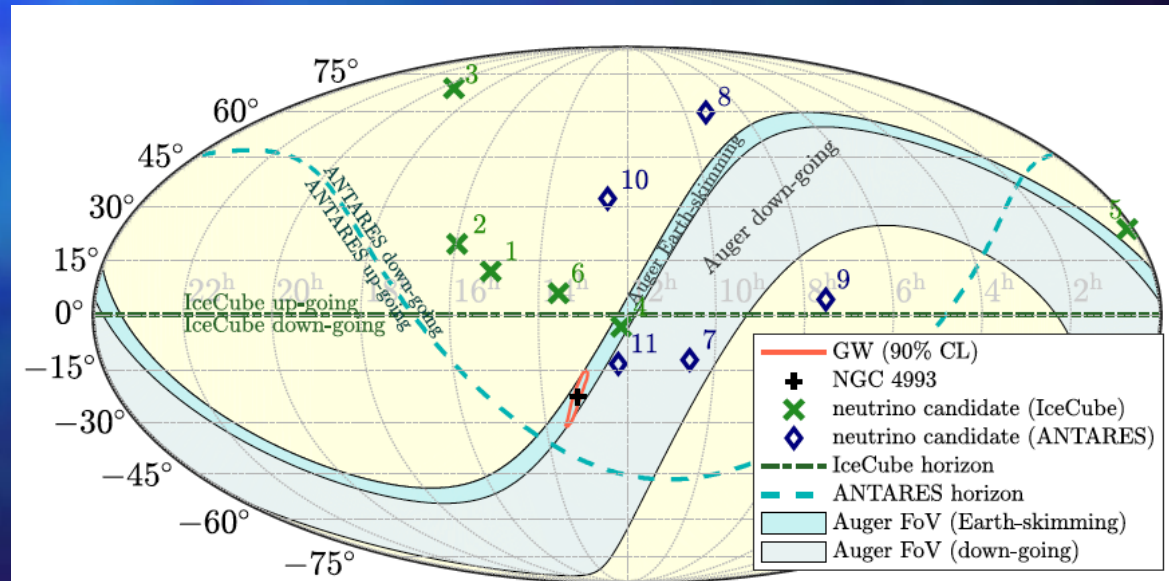 75°
3
8
60°
45°
10
30°
ANTARES down-going
ANTARES up-going
Auger Earth-skimming
Auger down-going
5
2
1
15°
6
22h
20h
16h
12h
10h
6h
4h
2h
9
0°
IceCube up-going
IceCube down-going
11
7
−15°
−30°
−45°
−60°
−75°
GW (90% CL)
NGC 4993
neutrino candidate (IceCube)
neutrino candidate (ANTARES)
IceCube horizon
ANTARES horizon
Auger FoV (Earth-skimming)
Auger FoV (down-going)